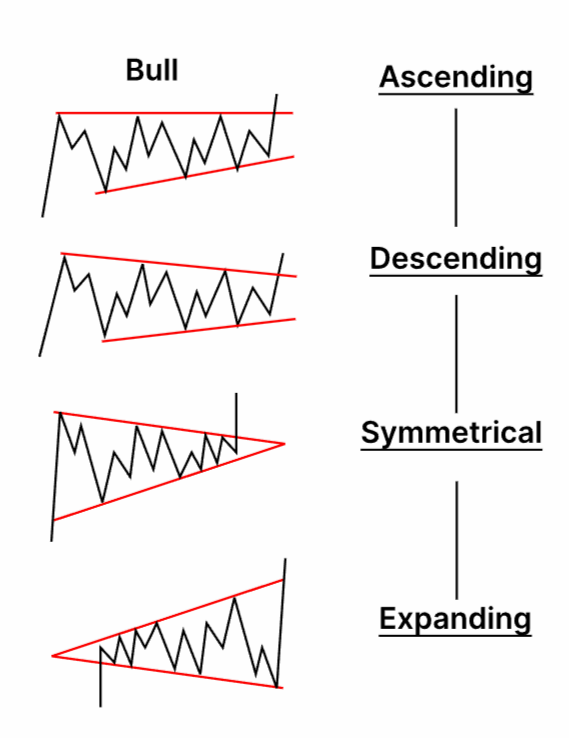 Bull
Ascending
Descending
Symmetrical
Expanding